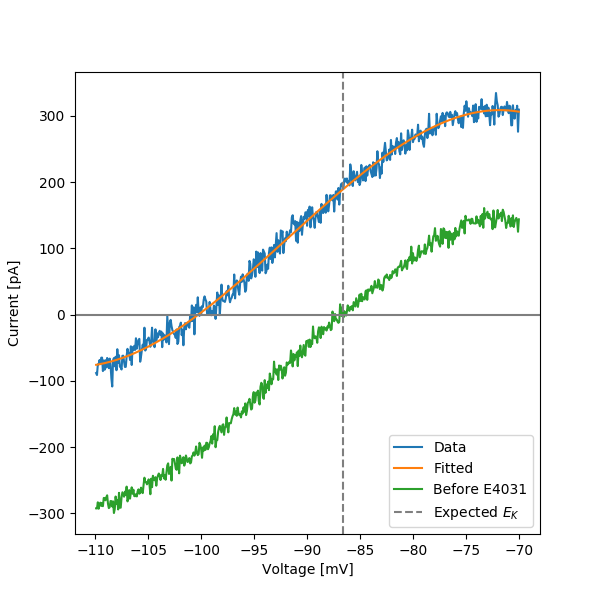 Current [pA]
300
200
100
0
−100
−200
−300
−110
−105
−100
−95
−90
−85
−80
−75
−70
Voltage [mV]
Data
Fitted
Before E4031
Expected $E_K$